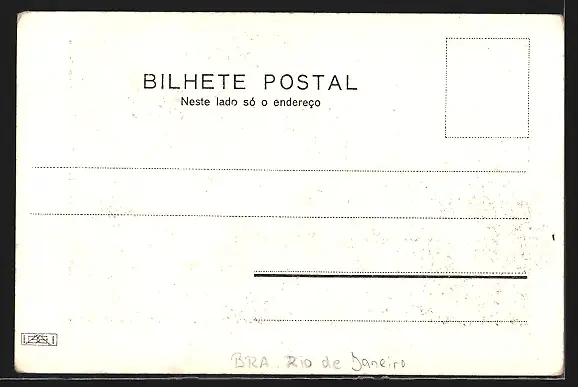 BILHETE POSTAL
Neste lado só o endereço
BRA. Rio de Janeiro